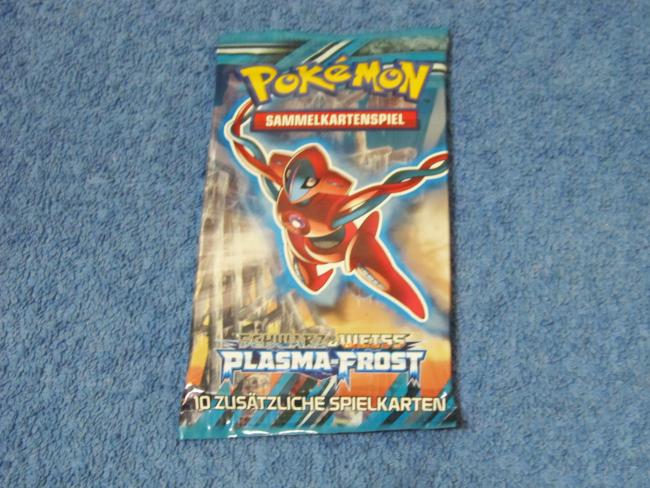 POKéMON
SAMMELKARTENSPIEL
SCHWARZ & WEISS
PLASMA-FROST
10 ZUSÄTZLICHE SPIELKARTEN